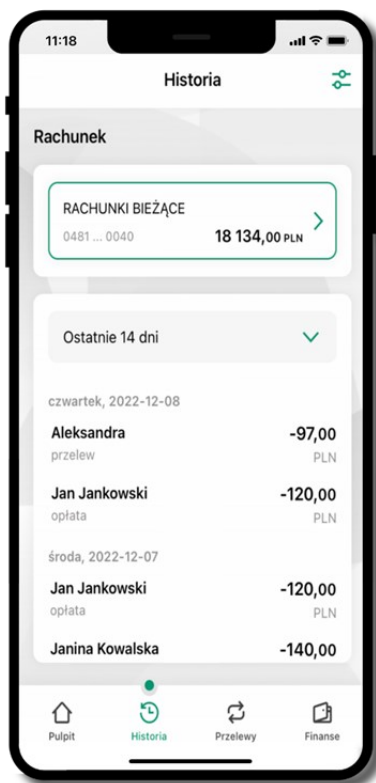 11:18
Historia
Rachunek
RACHUNKI BIEŻĄCE
0481 ... 0040 18 134,00 PLN
Ostatnie 14 dni
czwartek, 2022-12-08
Aleksandra -97,00
przelew PLN
Jan Jankowski -120,00
opłata PLN
środa, 2022-12-07
Jan Jankowski -120,00
opłata PLN
Janina Kowalska -140,00
Pulpit Historia Przelewy Finanse